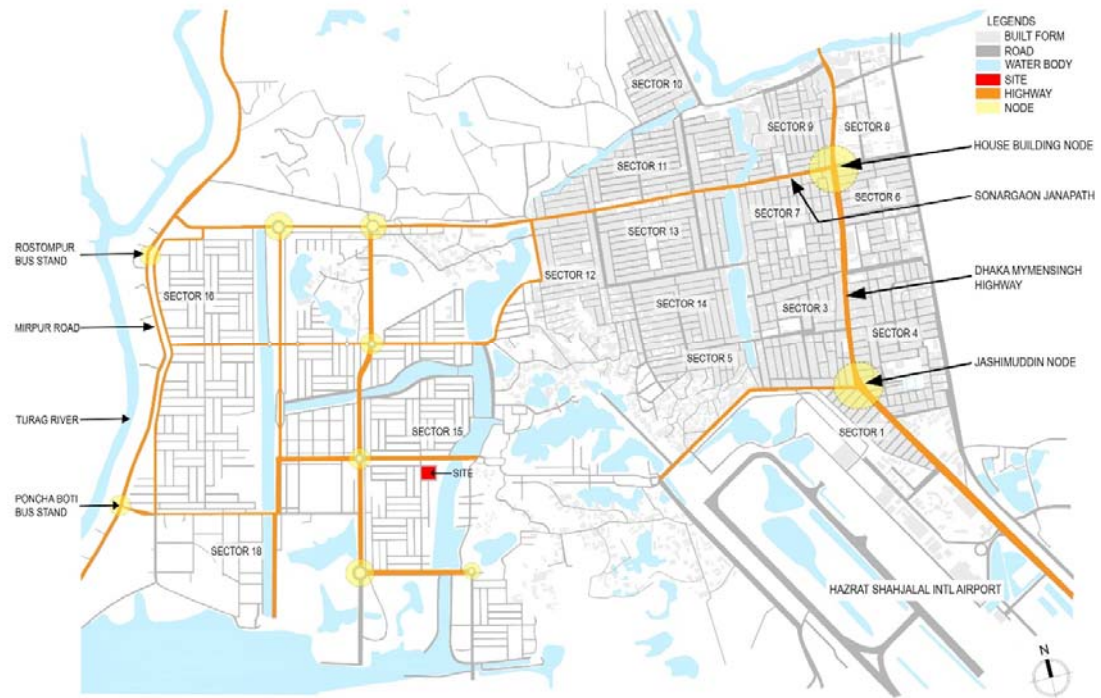 LEGENDS
BUILT FORM
ROAD
WATER BODY
SITE
HIGHWAY
NODE
SECTOR 10
SECTOR 9
SECTOR 8
HOUSE BUILDING NODE
SECTOR 11
SONARGAON JANAPATH
SECTOR 6
SECTOR 7
SECTOR 13
ROSTOMPUR
BUS STAND
SECTOR 12
DHAKA MYMENSINGH
HIGHWAY
SECTOR 16
SECTOR 14
SECTOR 3
MIRPUR ROAD
SECTOR 4
SECTOR 5
JASHIMUDDIN NODE
TURAG RIVER
SECTOR 15
SECTOR 1
SITE
PONCHA BOTI
BUS STAND
SECTOR 18
HAZRAT SHAHJALAL INTL AIRPORT
N